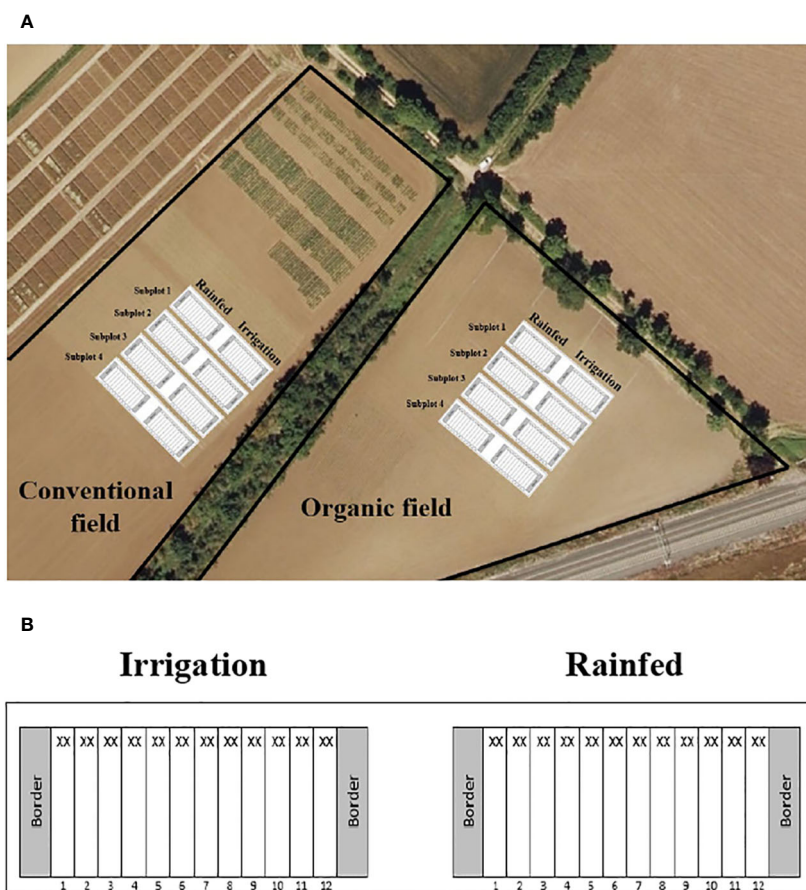 A
Subplot 1
Subplot 2
Subplot 3
Subplot 4
Rainfed
Irrigation
Conventional
field
Subplot 1
Subplot 2
Subplot 3
Subplot 4
Rainfed
Irrigation
Organic field
B
Irrigation
Rainfed
Border XX XX XX XX XX XX XX XX XX XX XX XX Border
1 2 3 4 5 6 7 8 9 10 11 12
Border XX XX XX XX XX XX XX XX XX XX XX XX Border
1 2 3 4 5 6 7 8 9 10 11 12